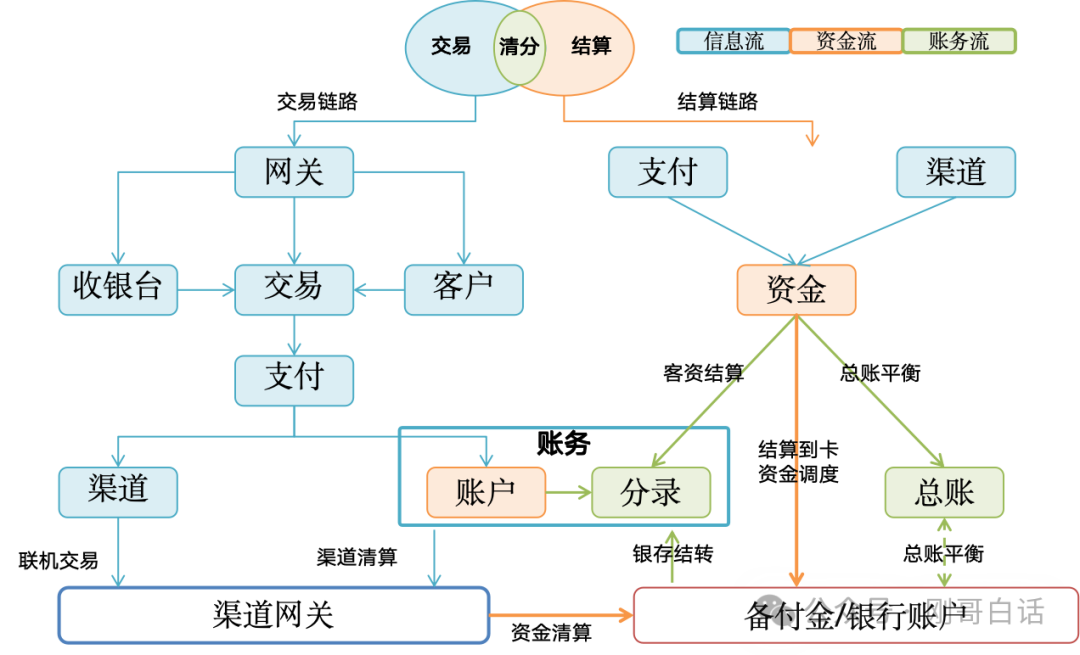 交易
清分
结算
信息流
资金流
账务流
交易链路
结算链路
网关
支付
渠道
收银台
交易
客户
资金
支付
客资结算
总账平衡
账务
结算到卡
资金调度
渠道
账户
分录
总账
联机交易
渠道清算
银存结转
总账平衡
渠道网关
资金清算
备付金/银行账户
公众号·刚哥白话